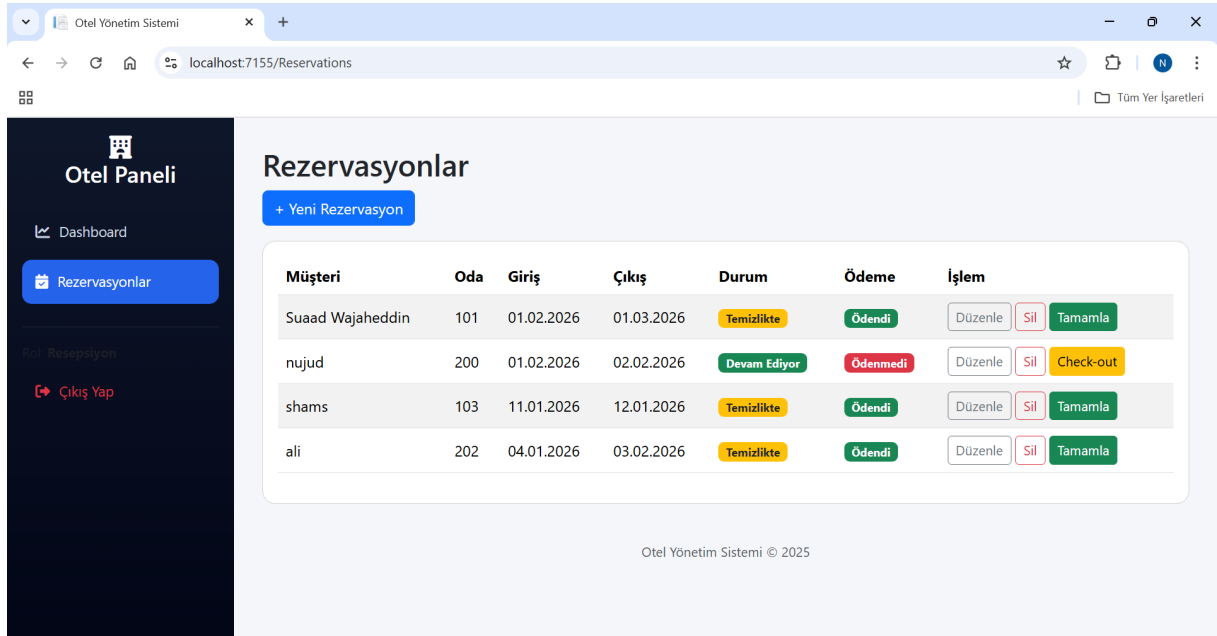 Otel Yönetim Sistemi
localhost:7155/Reservations
N
Tüm Yer İşaretleri
Otel Paneli
Dashboard
Rezervasyonlar
Rol: Resepsiyon
Çıkış Yap
Rezervasyonlar
+ Yeni Rezervasyon
Müşteri Oda Giriş Çıkış Durum Ödeme İşlem
Suaad Wajaheddin 101 01.02.2026 01.03.2026 Temizlikte Ödendi Düzenle Sil Tamamla
nujud 200 01.02.2026 02.02.2026 Devam Ediyor Ödenmedi Düzenle Sil Check-out
shams 103 11.01.2026 12.01.2026 Temizlikte Ödendi Düzenle Sil Tamamla
ali 202 04.01.2026 03.02.2026 Temizlikte Ödendi Düzenle Sil Tamamla
Otel Yönetim Sistemi © 2025